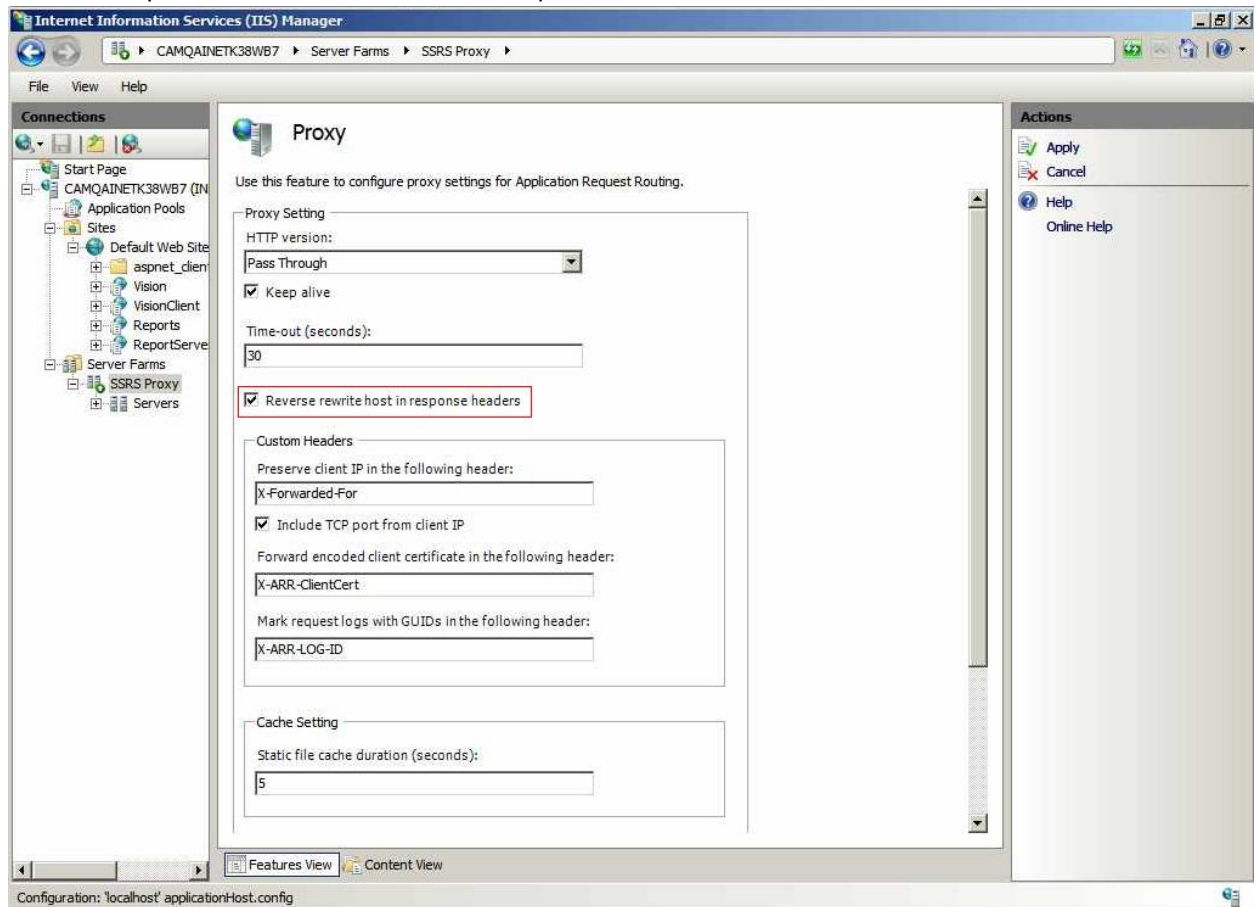 Internet Information Services (IIS) Manager
CAMQAINETK38WB7 Server Farms SSRS Proxy
File View Help
Connections
Start Page
CAMQAINETK38WB7 (IN
Application Pools
Sites
Default Web Site
aspnet_clien
Vision
VisionClient
Reports
ReportServe
Server Farms
SSRS Proxy
Servers
Proxy
Use this feature to configure proxy settings for Application Request Routing.
Proxy Setting
HTTP version:
Pass Through
Keep alive
Time-out (seconds):
30
Reverse rewrite host in response headers
Custom Headers
Preserve client IP in the following header:
X-Forwarded-For
Include TCP port from client IP
Forward encoded client certificate in the following header:
X-ARR-ClientCert
Mark request logs with GUIDs in the following header:
X-ARR-LOG-ID
Cache Setting
Static file cache duration (seconds):
5
Features View Content View
Actions
Apply
Cancel
Help
Online Help
Configuration: 'localhost' applicationHost.config